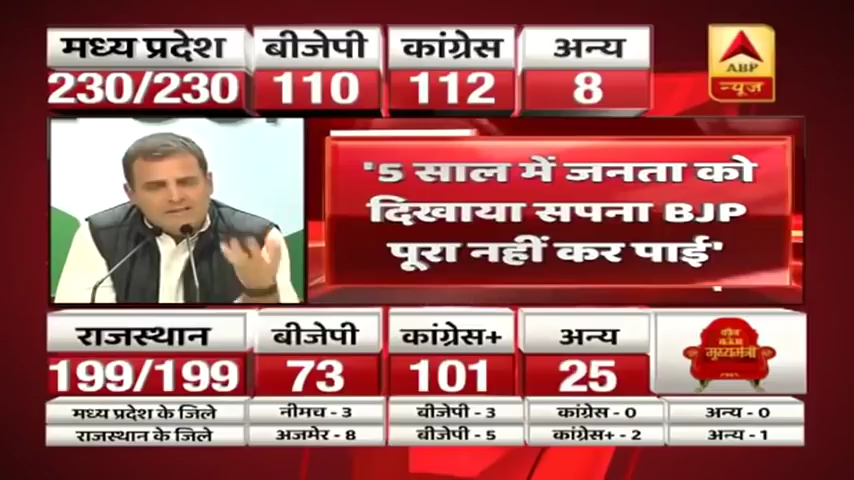 मध्य प्रदेश बीजेपी कांग्रेस अन्य
230/230 110 112 8
ABP
न्यूज़
'5 साल में जनता को
दिखाया सपना BJP
पूरा नहीं कर पाई'
राजस्थान बीजेपी कांग्रेस+ अन्य
199/199 73 101 25
कौन
बनेगा
मुख्यमंत्री
मध्य प्रदेश के जिले नीमच - 3 बीजेपी - 3 कांग्रेस - 0 अन्य - 0
राजस्थान के जिले अजमेर - 8 बीजेपी - 5 कांग्रेस+ - 2 अन्य - 1